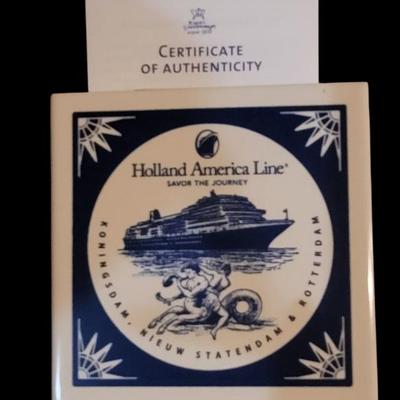 CERTIFICATE
OF AUTHENTICITY
Holland America Line®
SAVOR THE JOURNEY
KONINGSDAM, NIEUW STATENDAM & ROTTERDAM